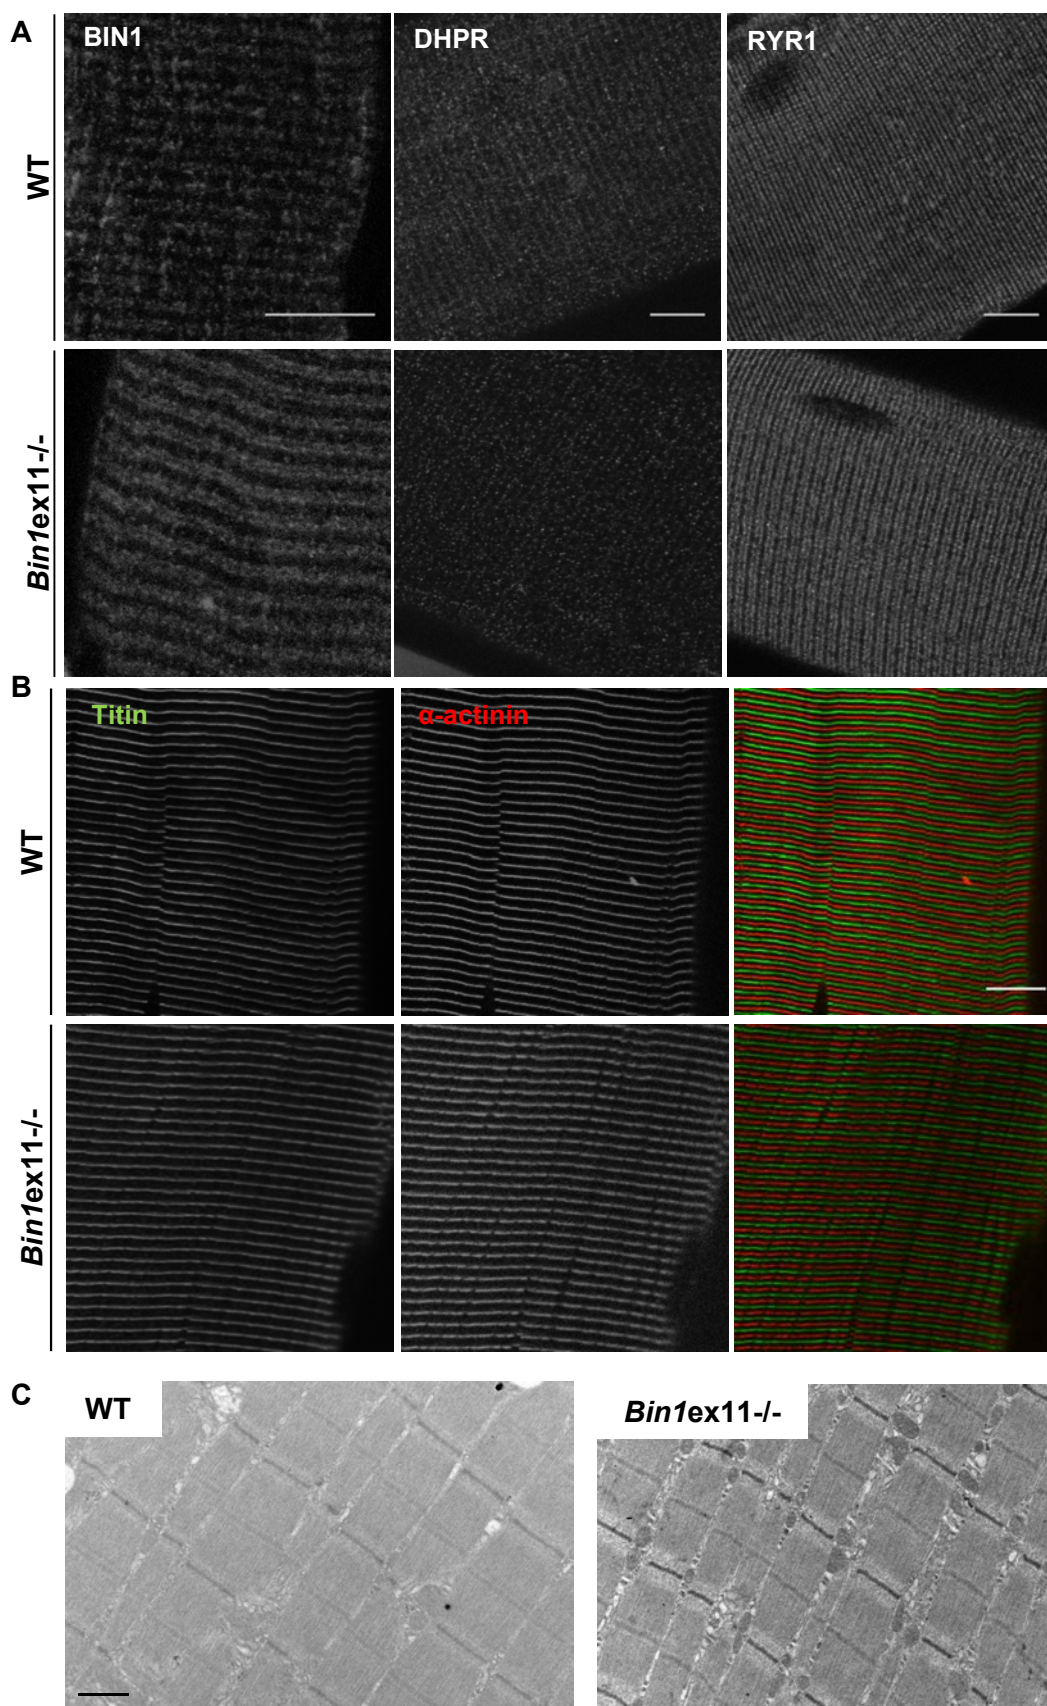 A
BIN1
DHPR
RYR1
WT
Bin1ex11-/-
B
Titin
α-actinin
WT
Bin1ex11-/-
C
WT
Bin1ex11-/-